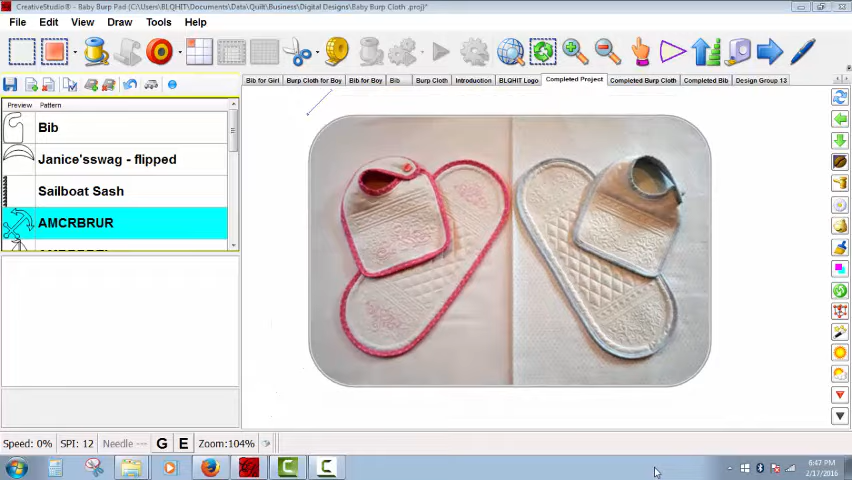 CreativeStudio® - Baby Burp Pad (C:\Users\BLQHIT\Documents\Data\Quilt\Business\Digital Designs\Baby Burp Cloth .proj)*
File Edit View Draw Tools Help
Bib for Girl Burp Cloth for Boy Bib for Boy Bib Burp Cloth Introduction BLQHIT Logo Completed Project Completed Burp Cloth Completed Bib Design Group 13
Preview Pattern
Bib
Janice'sswag - flipped
Sailboat Sash
AMCRBRUR
Speed: 0% SPI: 12 Needle --- G E Zoom:104%
6:47 PM
2/17/2016